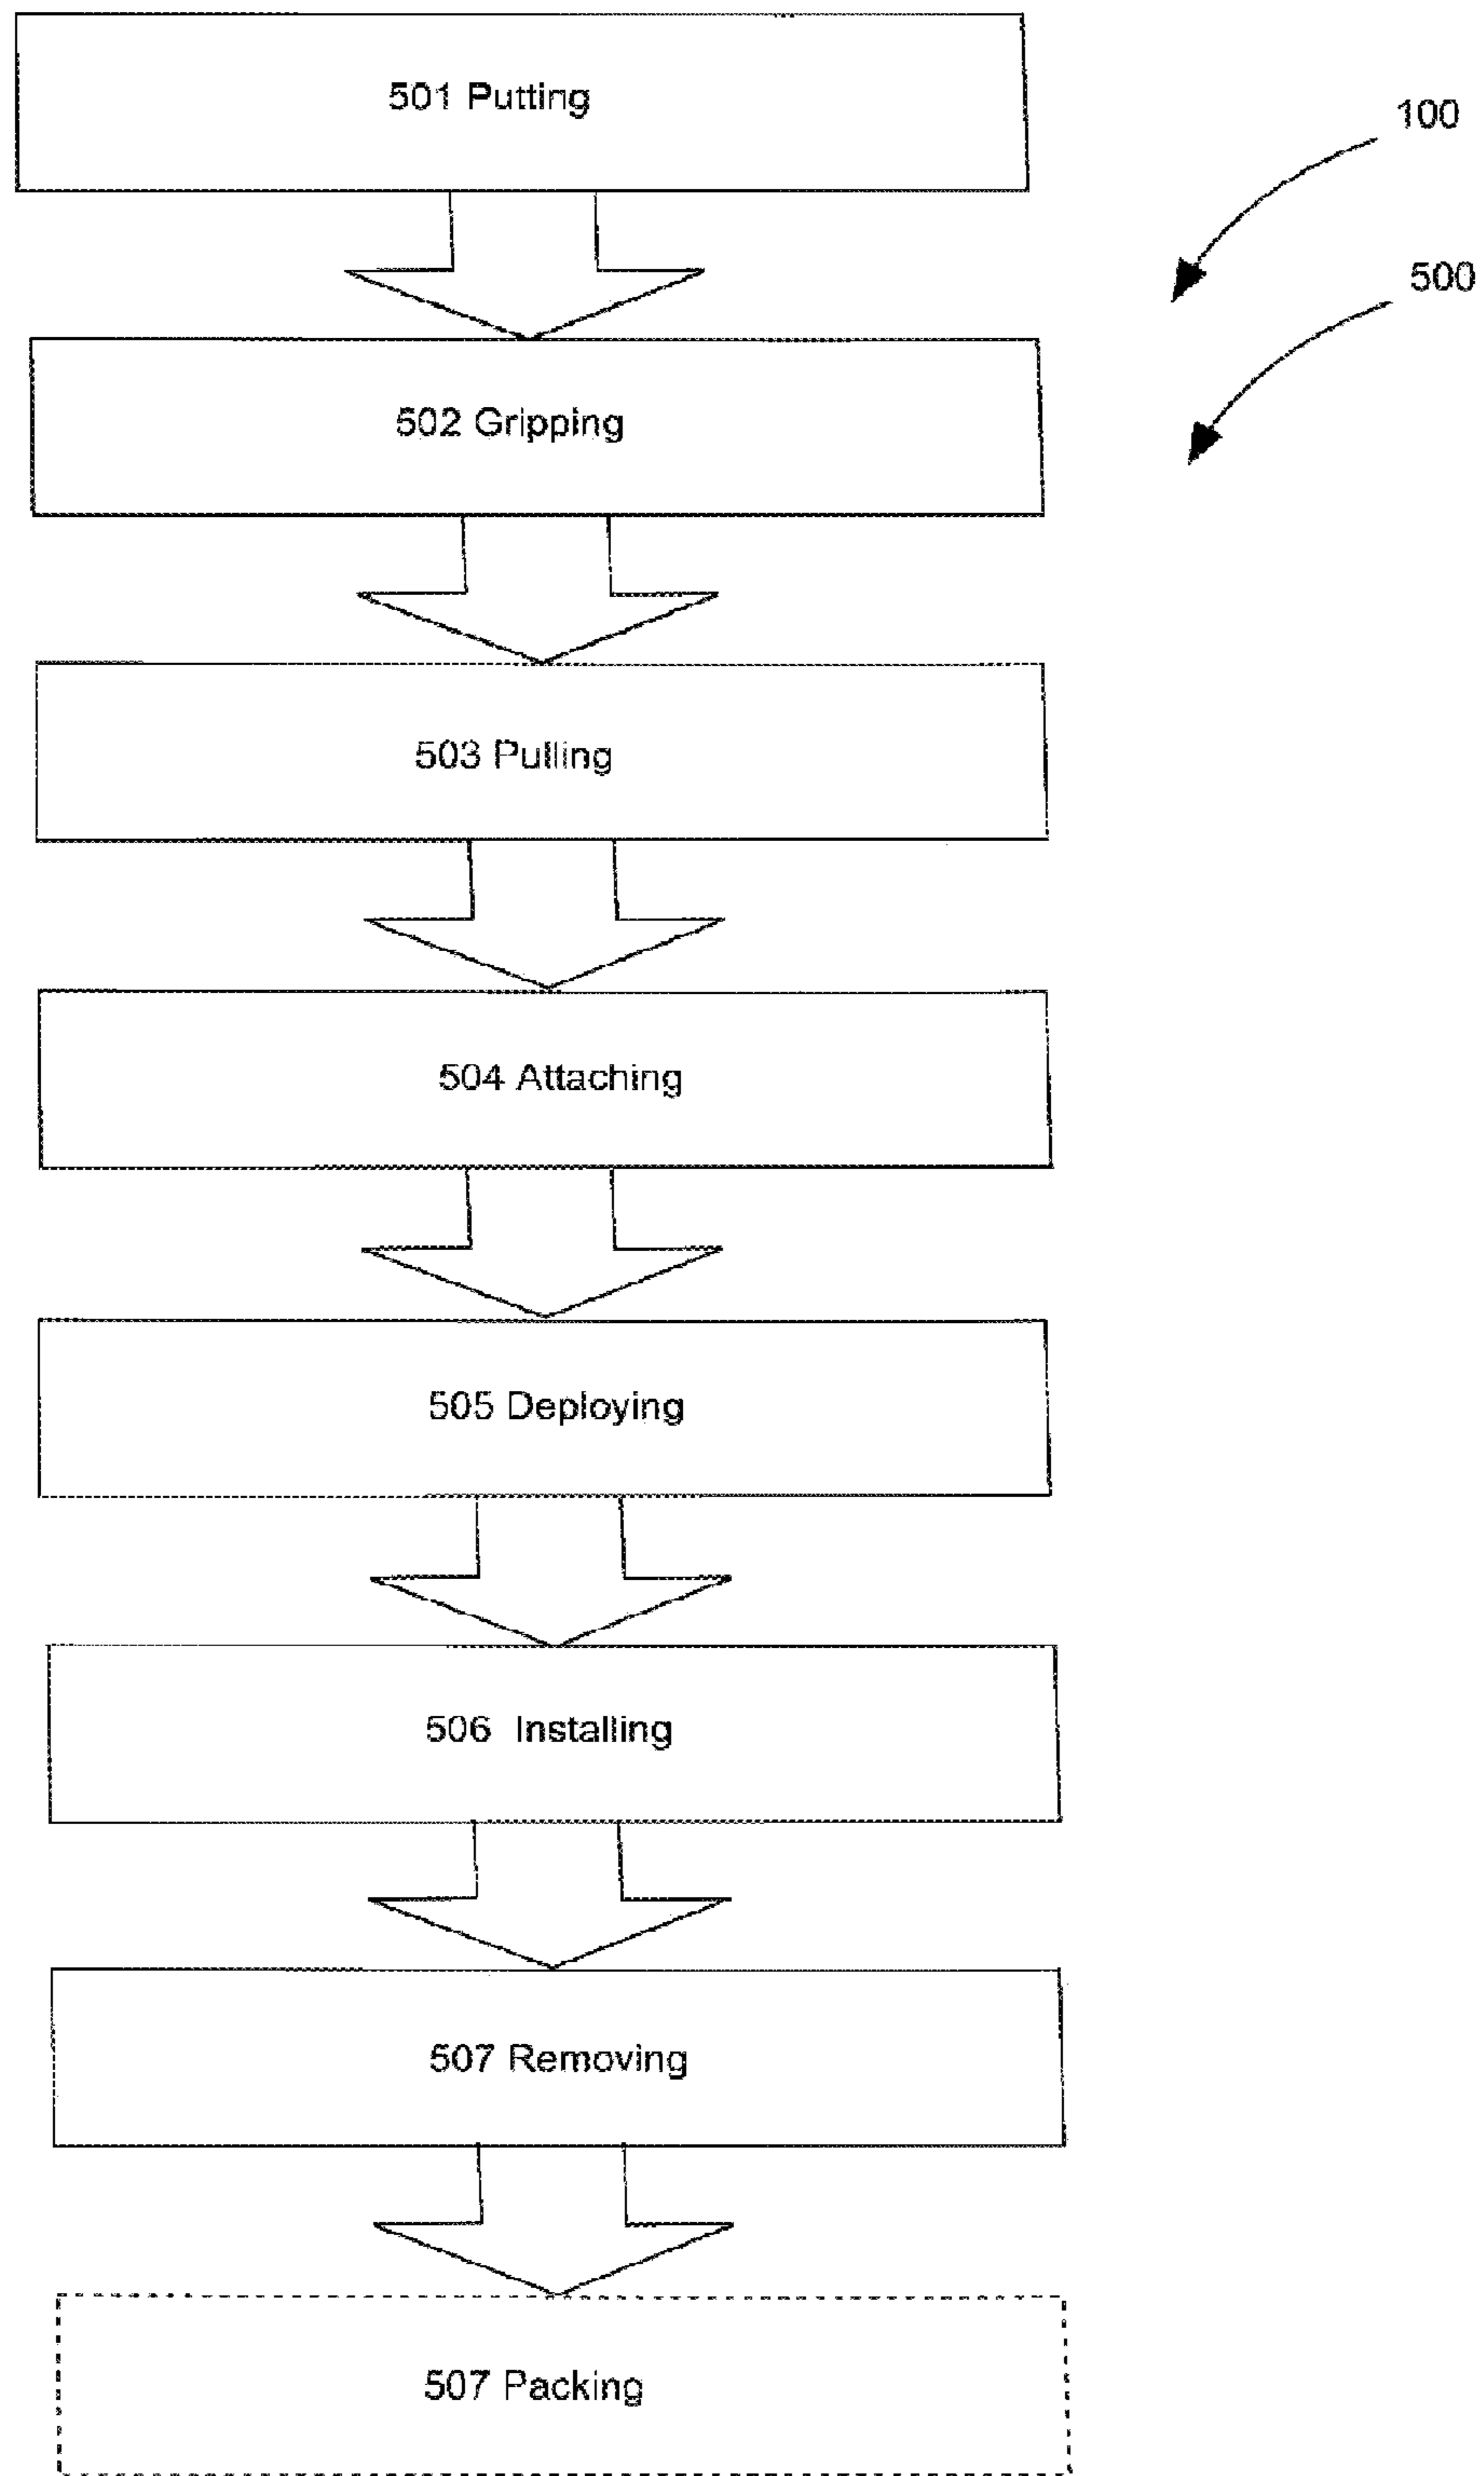 501 Putting
100
500
502 Gripping
503 Pulling
504 Attaching
505 Deploying
506 Installing
507 Removing
507 Packing